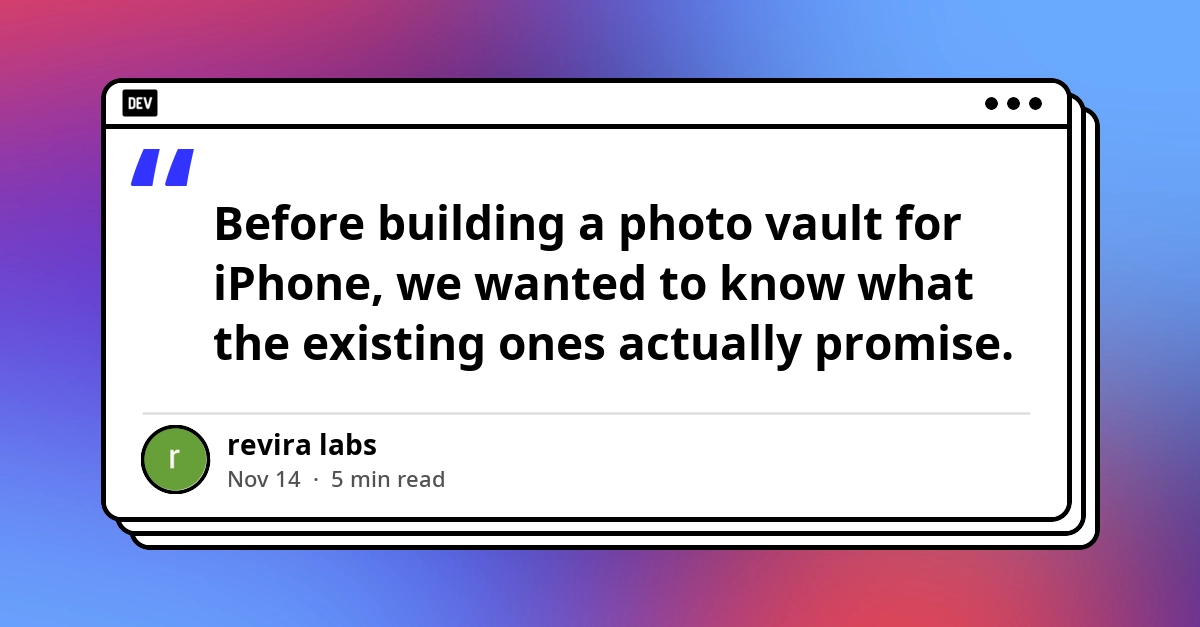 DEV
“
Before building a photo vault for
iPhone, we wanted to know what
the existing ones actually promise.
r
revira labs
Nov 14 · 5 min read